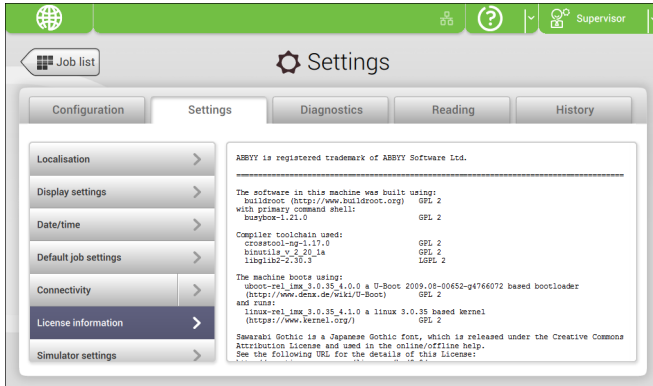 Supervisor
Job list
Settings
Configuration
Settings
Diagnostics
Reading
History
Localisation
Display settings
Date/time
Default job settings
Connectivity
License information
Simulator settings
ABBYY is registered trademark of ABBYY Software Ltd.
The software in this machine was built using:
buildroot (http://www.buildroot.org) GPL 2
with primary command shell:
busybox-1.21.0 GPL 2
Compiler toolchain used:
crosstool-ng-1.17.0 GPL 2
binutils_v_2_20_1a GPL 2
libglib2-2.30.3 LGPL 2
The machine boots using:
uboot-rel_imx_3.0.35_4.0.0 a U-Boot 2009.08-00652-g4766072 based bootloader
(http://www.denx.de/wiki/U-Boot) GPL 2
and runs:
linux-rel_imx_3.0.35_4.1.0 a linux 3.0.35 based kernel
(https://www.kernel.org/) GPL 2
Sawarabi Gothic is a Japanese Gothic font, which is released under the Creative Commons
Attribution License and used in the online/offline help.
See the following URL for the details of this License: